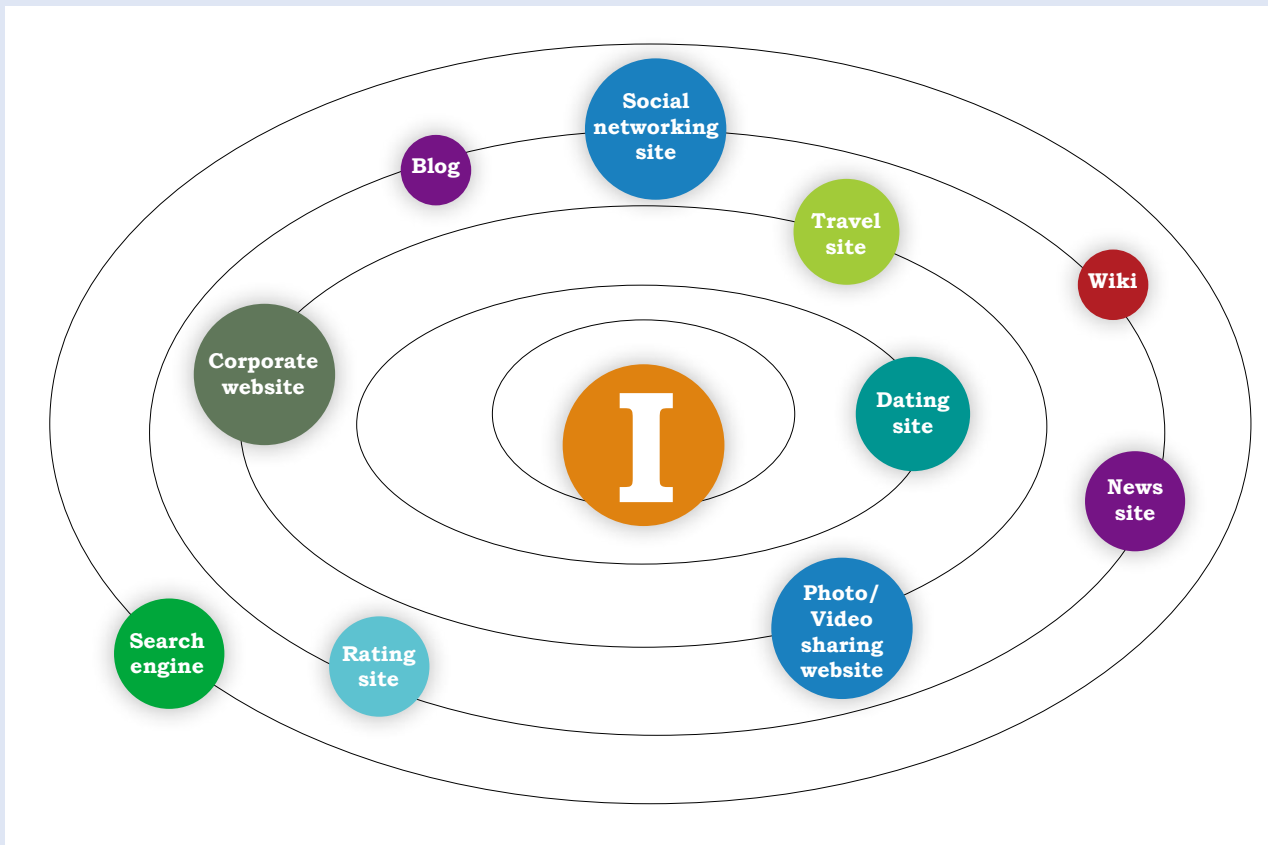 Social
networking
site
Blog
Travel
site
Wiki
Corporate
website
I
Dating
site
News
site
Photo/
Video
sharing
website
Search
engine
Rating
site